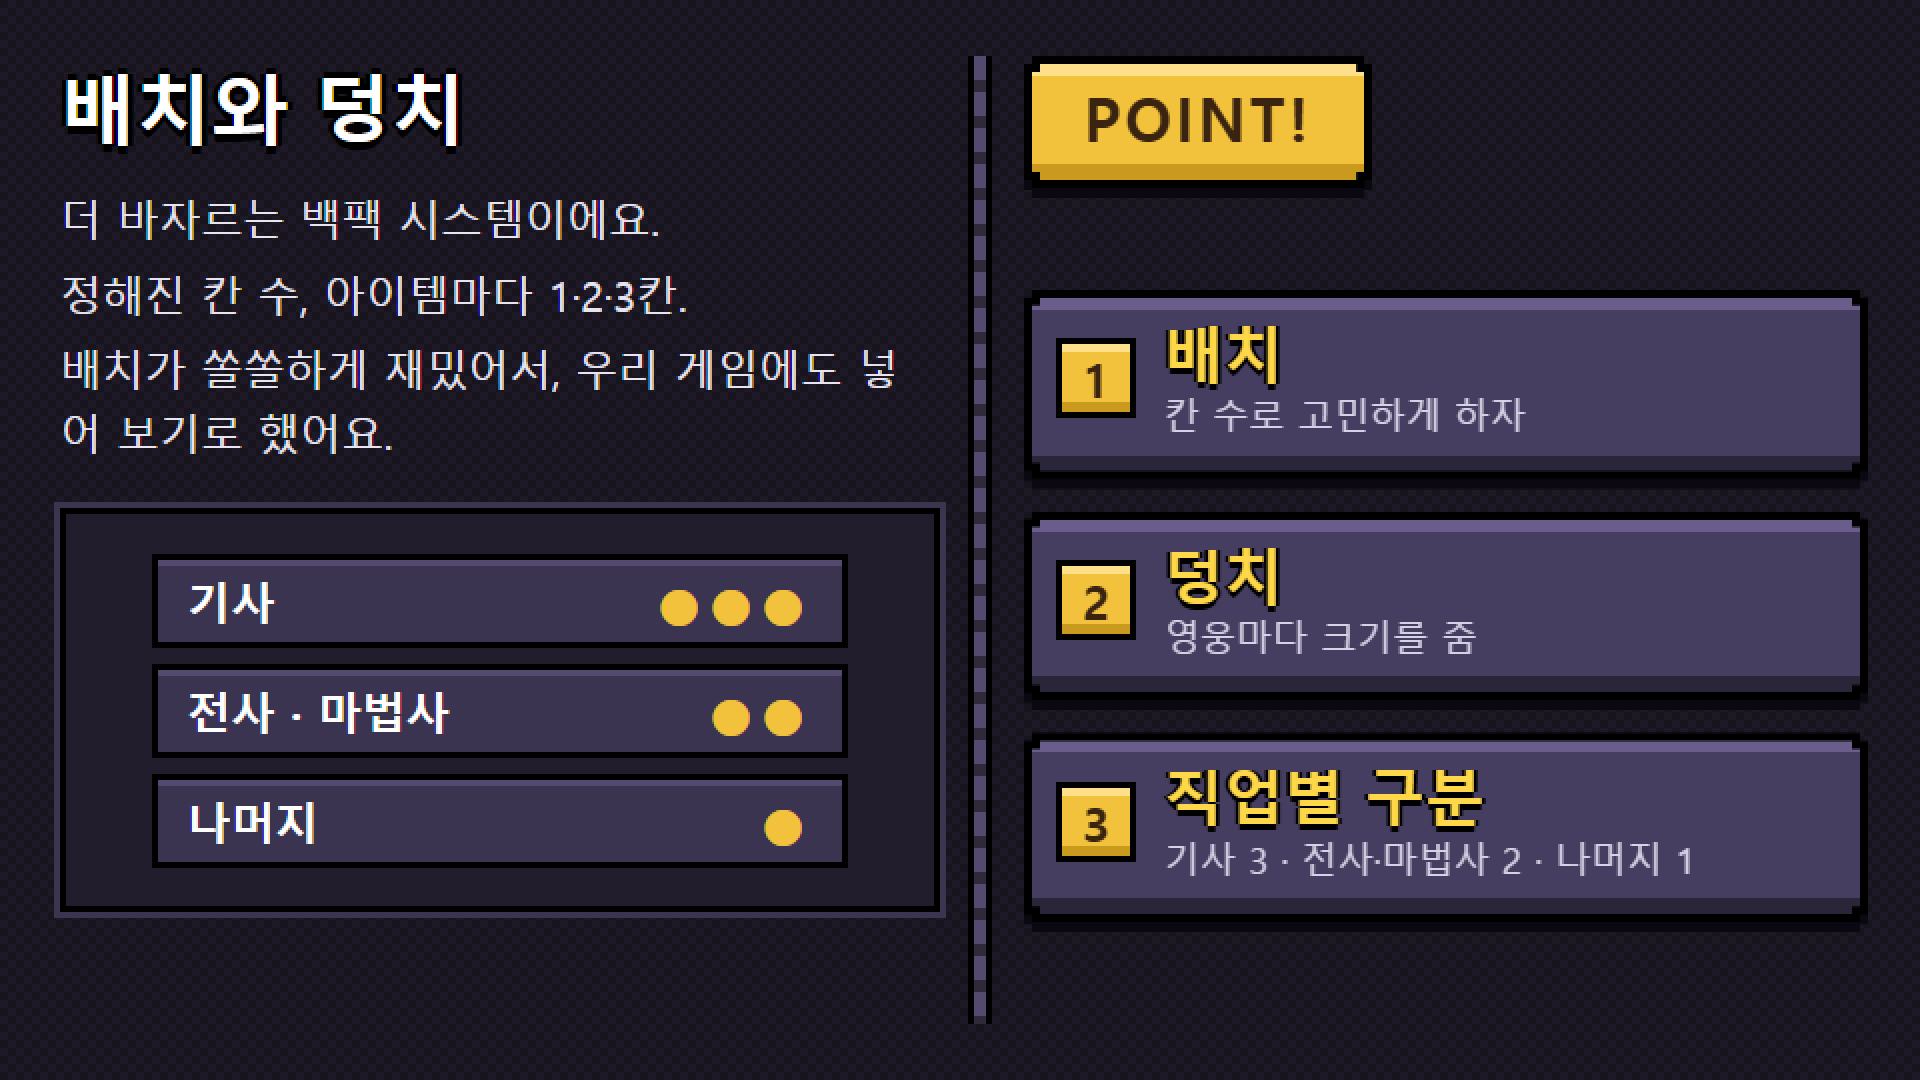 배치와 덩치
더 바자르는 백팩 시스템이에요.
정해진 칸 수, 아이템마다 1·2·3칸.
배치가 쏠쏠하게 재밌어서, 우리 게임에도 넣
어 보기로 했어요.
기사
전사 · 마법사
나머지
POINT!
1
배치
칸 수로 고민하게 하자
2
덩치
영웅마다 크기를 줌
3
직업별 구분
기사 3 · 전사·마법사 2 · 나머지 1